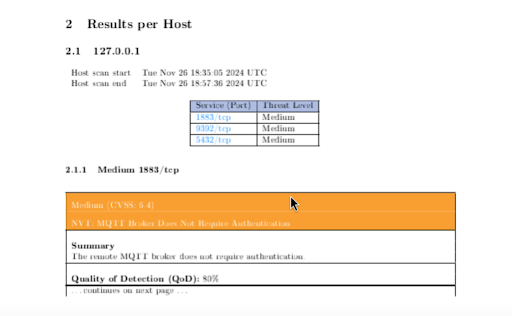 2 Results per Host
2.1 127.0.0.1
Host scan start Tue Nov 26 18:35:05 2024 UTC
Host scan end Tue Nov 26 18:57:36 2024 UTC
Service (Port) Threat Level
1883/tcp Medium
9392/tcp Medium
5432/tcp Medium
2.1.1 Medium 1883/tcp
Medium (CVSS: 6.4)
NVT: MQTT Broker Does Not Require Authentication
Summary
The remote MQTT broker does not require authentication.
Quality of Detection (QoD): 80%
...continues on next page ...